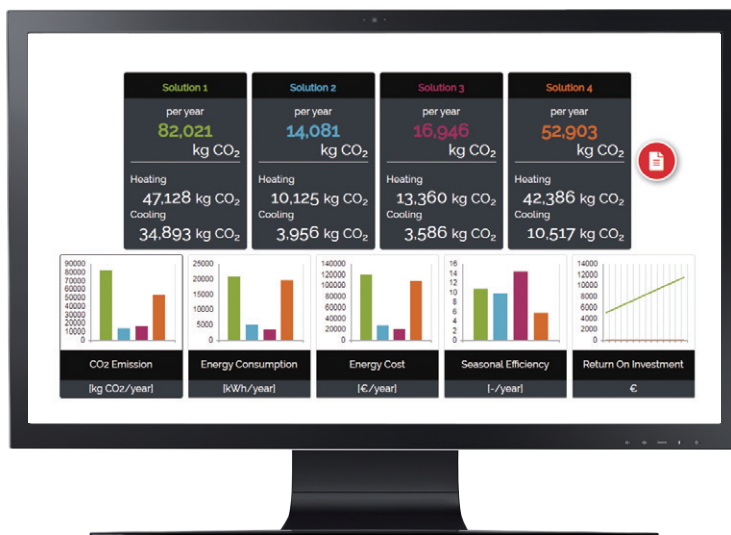 Solution 1
per year
82,021
kg CO₂
Heating
47,128 kg CO₂
Cooling
34,893 kg CO₂
Solution 2
per year
14,081
kg CO₂
Heating
10,125 kg CO₂
Cooling
3,956 kg CO₂
Solution 3
per year
16,946
kg CO₂
Heating
13,360 kg CO₂
Cooling
3,586 kg CO₂
Solution 4
per year
52,903
kg CO₂
Heating
42,386 kg CO₂
Cooling
10,517 kg CO₂
90000
80000
70000
60000
50000
40000
30000
20000
10000
0
CO2 Emission
[kg CO2/year]
25000
20000
15000
10000
5000
0
Energy Consumption
[kWh/year]
140000
120000
100000
80000
60000
40000
20000
0
Energy Cost
[€/year]
16
14
12
10
8
6
4
2
0
Seasonal Efficiency
[-/year]
14000
12000
10000
8000
6000
4000
2000
0
Return On Investment
€